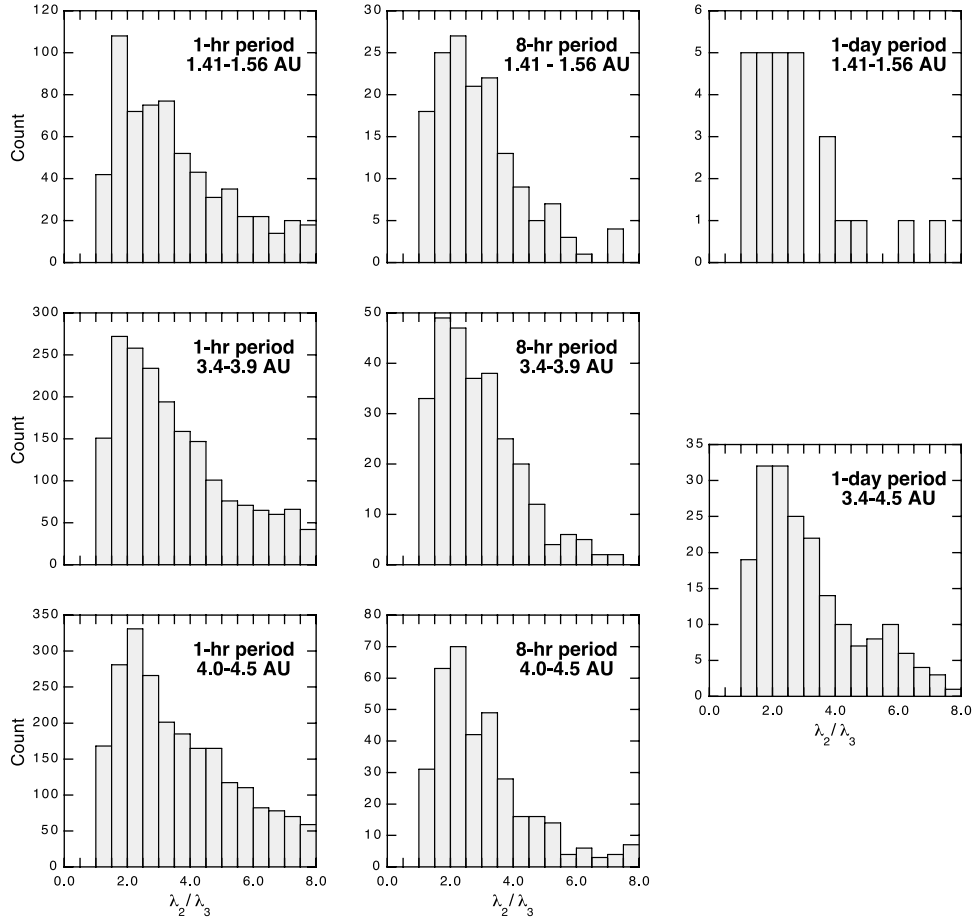 120
100
80
60
40
20
0
Count
1-hr period
1.41-1.56 AU
30
25
20
15
10
5
0
8-hr period
1.41 - 1.56 AU
6
5
4
3
2
1
0
1-day period
1.41-1.56 AU
300
250
200
150
100
50
0
Count
1-hr period
3.4-3.9 AU
50
40
30
20
10
0
8-hr period
3.4-3.9 AU
35
30
25
20
15
10
5
0
1-day period
3.4-4.5 AU
0.0 2.0 4.0 6.0 8.0
λ2/λ3
350
300
250
200
150
100
50
0
Count
1-hr period
4.0-4.5 AU
0.0 2.0 4.0 6.0 8.0
λ2/λ3
80
70
60
50
40
30
20
10
0
8-hr period
4.0-4.5 AU
0.0 2.0 4.0 6.0 8.0
λ2/λ3